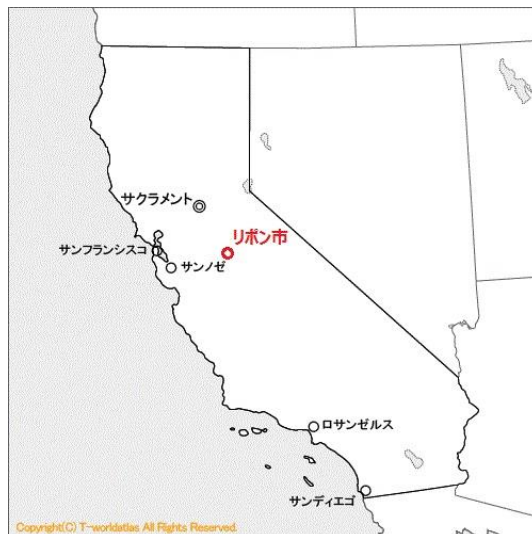 サクラメント
リポン市
サンフランシスコ
サンノゼ
ロサンゼルス
サンディエゴ
Copyright(C) T-worldatlas All Rights Reserved.